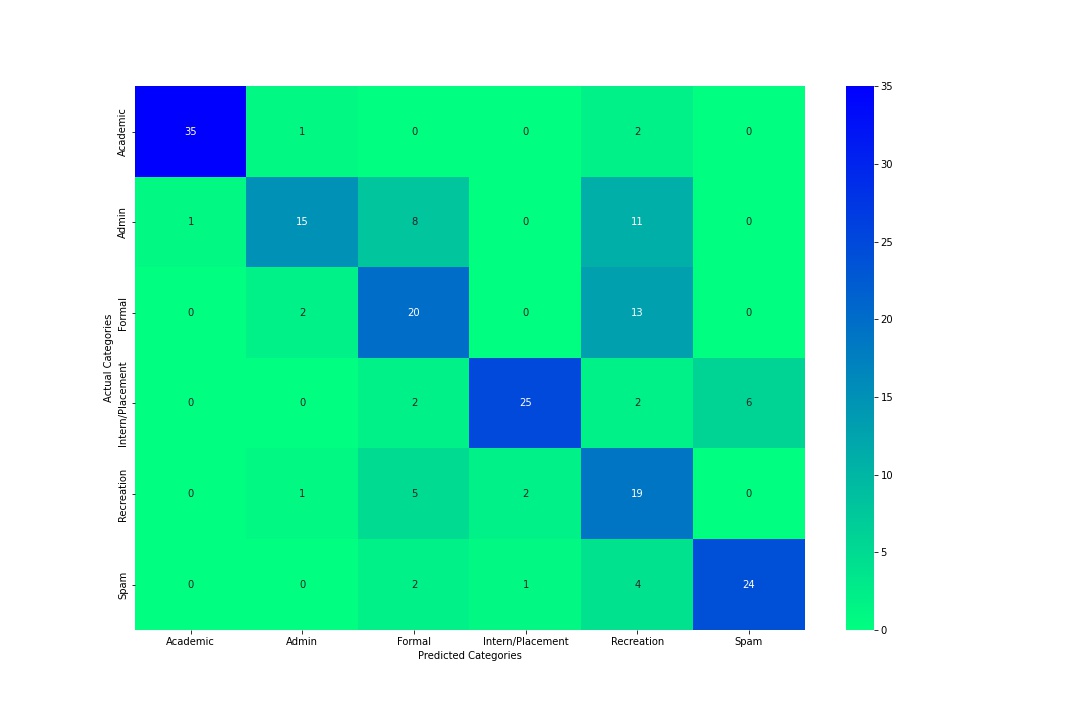 35 1 0 0 2 0
1 15 8 0 11 0
0 2 20 0 13 0
0 0 2 25 2 6
0 1 5 2 19 0
0 0 2 1 4 24
Academic
Admin
Formal
Intern/Placement
Recreation
Spam
Actual Categories
Academic Admin Formal Intern/Placement Recreation Spam
Predicted Categories
35
30
25
20
15
10
5
0